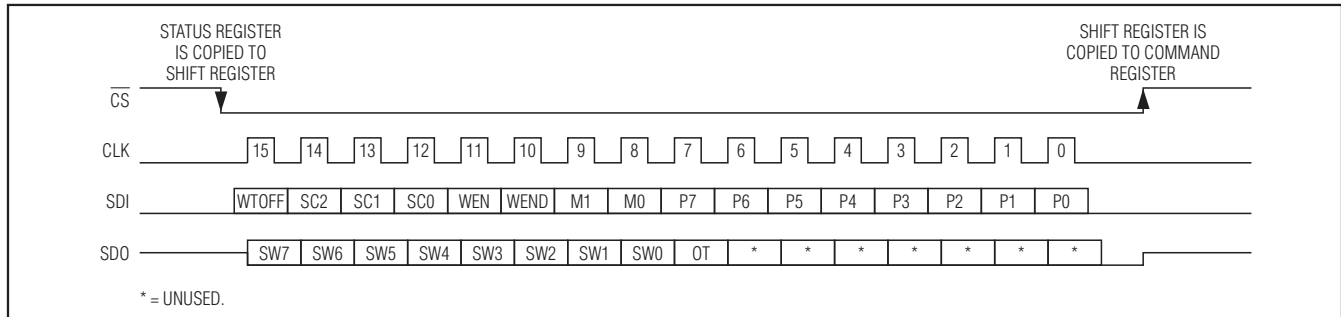 STATUS REGISTER
IS COPIED TO
SHIFT REGISTER
SHIFT REGISTER IS
COPIED TO COMMAND
REGISTER
CS
CLK 15 14 13 12 11 10 9 8 7 6 5 4 3 2 1 0
SDI WTOFF SC2 SC1 SC0 WEN WEND M1 M0 P7 P6 P5 P4 P3 P2 P1 P0
SDO SW7 SW6 SW5 SW4 SW3 SW2 SW1 SW0 OT * * * * * * *
* = UNUSED.